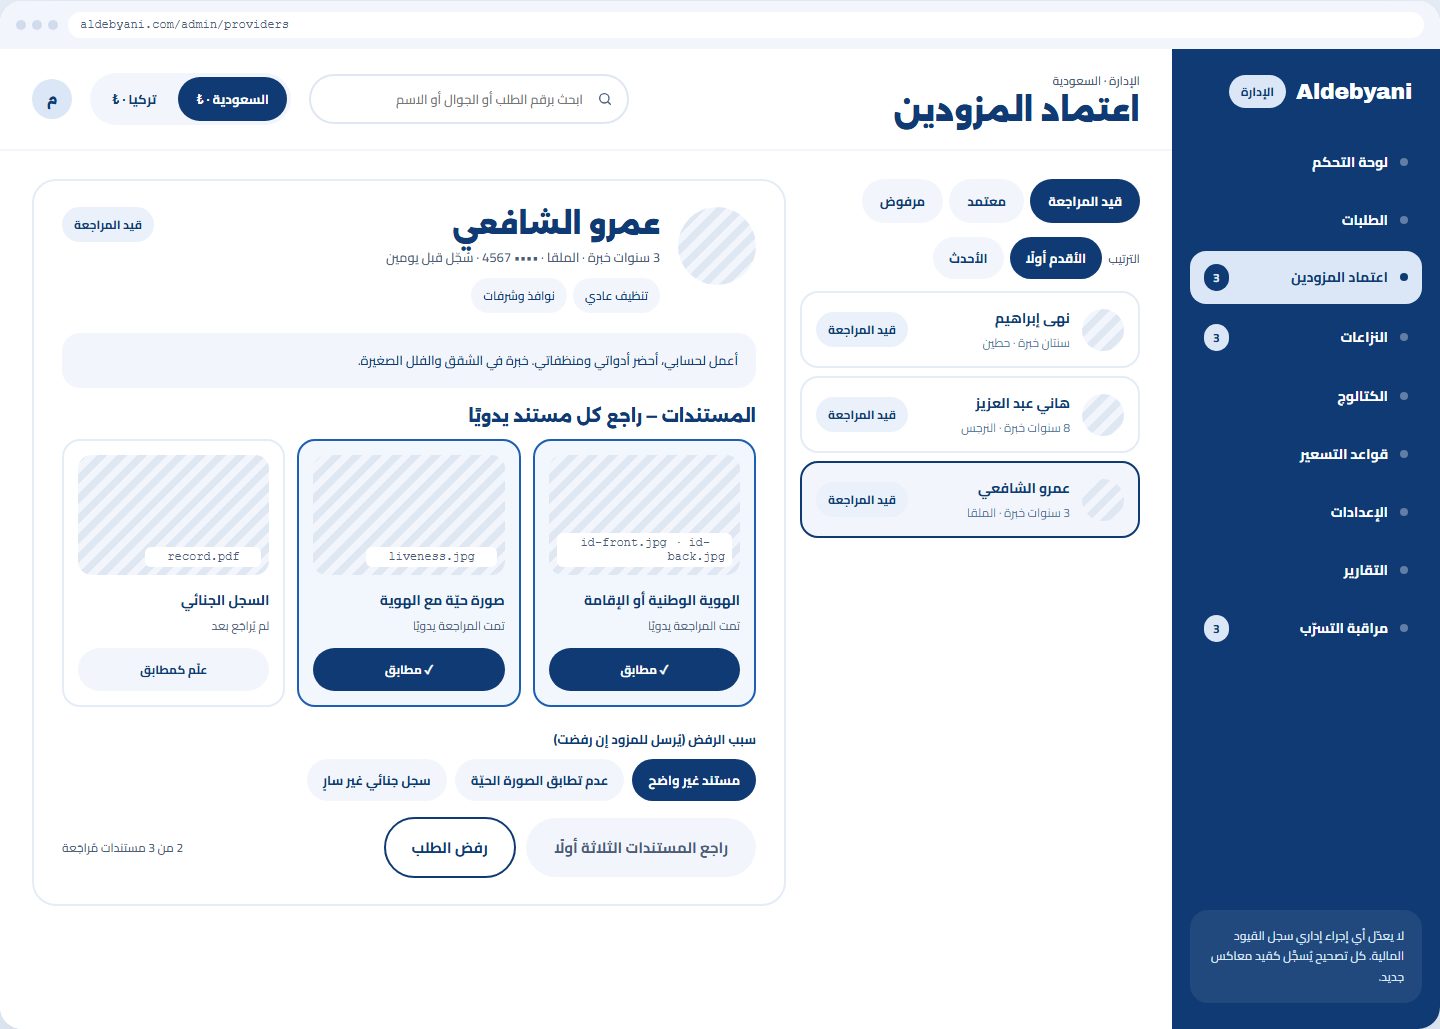 aldebyani.com/admin/providers
Aldebyani
الإدارة
لوحة التحكم
الطلبات
اعتماد المزودين
3
النزاعات
3
الكتالوج
قواعد التسعير
الإعدادات
التقارير
مراقبة التسرّب
3
لا يعدّل أي إجراء إداري سجل القيود
المالية. كل تصحيح يُسجَّل كقيد معاكس
جديد.
الإدارة · السعودية
اعتماد المزودين
ابحث برقم الطلب أو الجوال أو الاسم
السعودية · ₺
تركيا · ₺
م
قيد المراجعة
معتمد
مرفوض
الترتيب
الأقدم أولًا
الأحدث
نهى إبراهيم
سنتان خبرة · حطين
قيد المراجعة
هاني عبد العزيز
8 سنوات خبرة · النرجس
قيد المراجعة
عمرو الشافعي
3 سنوات خبرة · الملقا
قيد المراجعة
عمرو الشافعي
قيد المراجعة
3 سنوات خبرة · الملقا · •••• 4567 · سُجّل قبل يومين
تنظيف عادي
نوافذ وشرفات
أعمل لحسابي، أحضر أدواتي ومنظفاتي. خبرة في الشقق والفلل الصغيرة.
المستندات – راجع كل مستند يدويًا
id-front.jpg · id-
back.jpg
الهوية الوطنية أو الإقامة
تمت المراجعة يدويًا
✓ مطابق
liveness.jpg
صورة حيّة مع الهوية
تمت المراجعة يدويًا
✓ مطابق
record.pdf
السجل الجنائي
لم يُراجَع بعد
علّم كمطابق
سبب الرفض (يُرسل للمزود إن رفضت)
مستند غير واضح
عدم تطابق الصورة الحيّة
سجل جنائي غير سارٍ
راجع المستندات الثلاثة أولًا
رفض الطلب
2 من 3 مستندات مُراجَعة